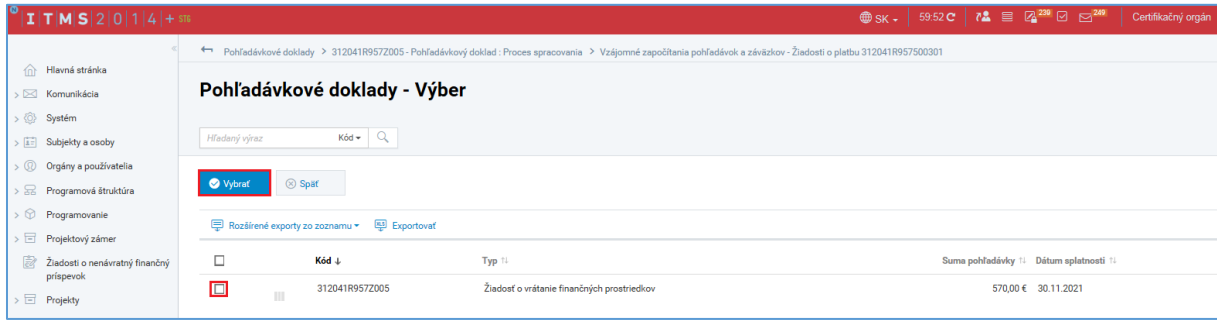 ITMS2014+ STG
SK 59:52 239 249 Certifikačný orgán
Pohľadávkové doklady > 312041R957Z005 - Pohľadávkový doklad : Proces spracovania > Vzájomné započítania pohľadávok a záväzkov - Žiadosti o platbu 312041R957500301
Hlavná stránka
Komunikácia
Systém
Subjekty a osoby
Orgány a používatelia
Programová štruktúra
Programovanie
Projektový zámer
Žiadosti o nenávratný finančný
príspevok
Projekty
Pohľadávkové doklady - Výber
Hľadaný výraz Kód
Vybrať Späť
Rozšírené exporty zo zoznamu XLS Exportovať
Kód ↓ Typ ↑↓ Suma pohľadávky ↑↓ Dátum splatnosti ↑↓
312041R957Z005 Žiadosť o vrátanie finančných prostriedkov 570,00 € 30.11.2021